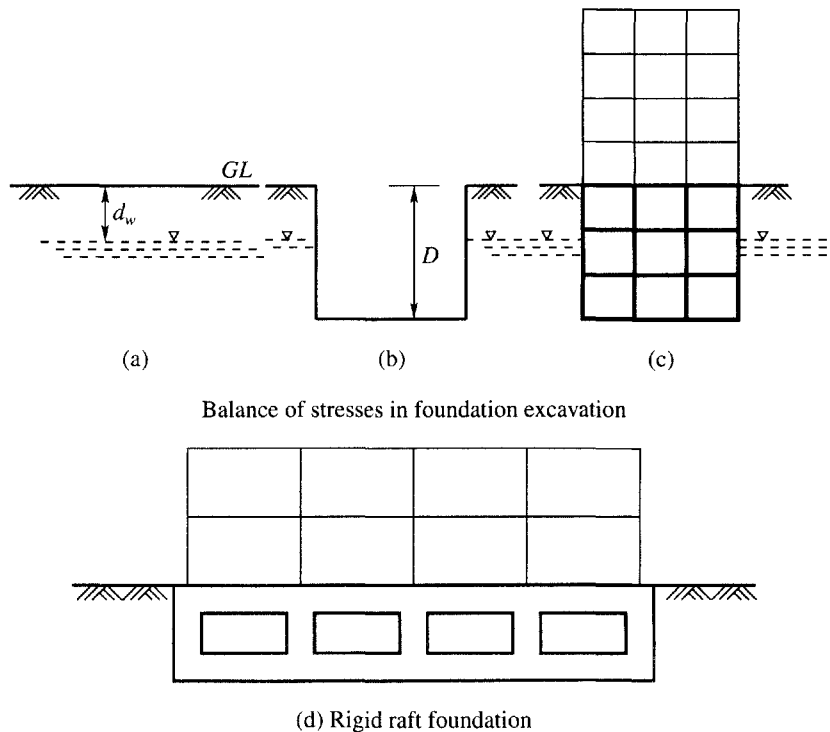 GL
d_w
D
(a)
(b)
(c)
Balance of stresses in foundation excavation
(d) Rigid raft foundation